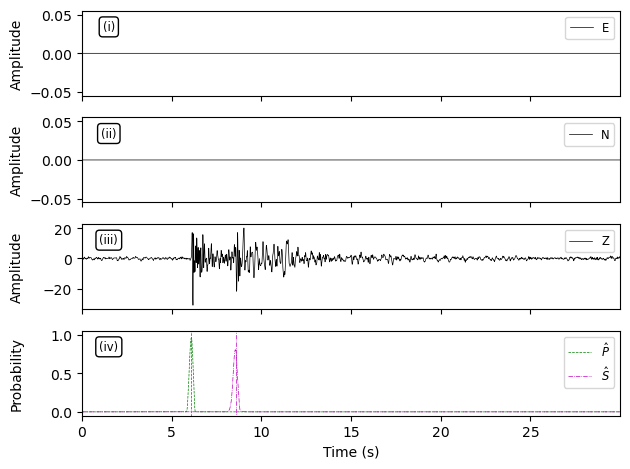 Amplitude
0.05
0.00
−0.05
(i)
E
Amplitude
0.05
0.00
−0.05
(ii)
N
Amplitude
20
0
−20
(iii)
Z
Probability
1.0
0.5
0.0
(iv)
P̂
Ŝ
0 5 10 15 20 25
Time (s)